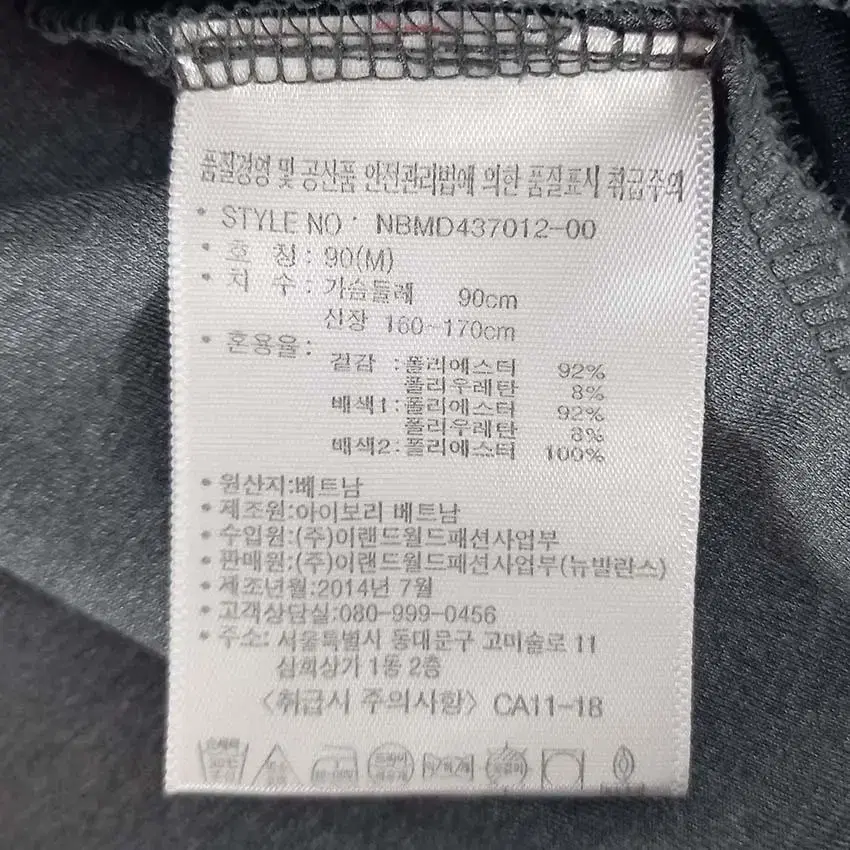 품질경영 및 공산품 안전관리법에 의한 품질표시 취급주의
• STYLE NO : NBMD437012-00
• 호 칭 : 90(M)
• 치 수 : 가슴둘레 90cm
신장 160~170cm
• 혼용율 :
겉감 :폴리에스터 92%
폴리우레탄 8%
배색1:폴리에스터 92%
폴리우레탄 8%
배색2:폴리에스터 100%
• 원산지:베트남
• 제조원:아이보리 베트남
• 수입원:(주)이랜드월드패션사업부
• 판매원:(주)이랜드월드패션사업부(뉴발란스)
• 제조년월:2014년 7월
• 고객상담실:080-999-0456
• 주소: 서울특별시 동대문구 고미술로 11
삼희상가 1동 2층
<취급시 주의사항> CA11-18